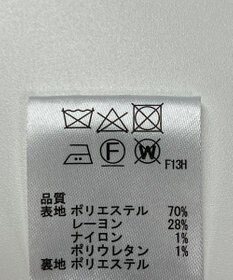 F
W
F13H
品質
表地 ポリエステル 70%
レーヨン 28%
ナイロン 1%
ポリウレタン 1%
裏地 ポリエステル